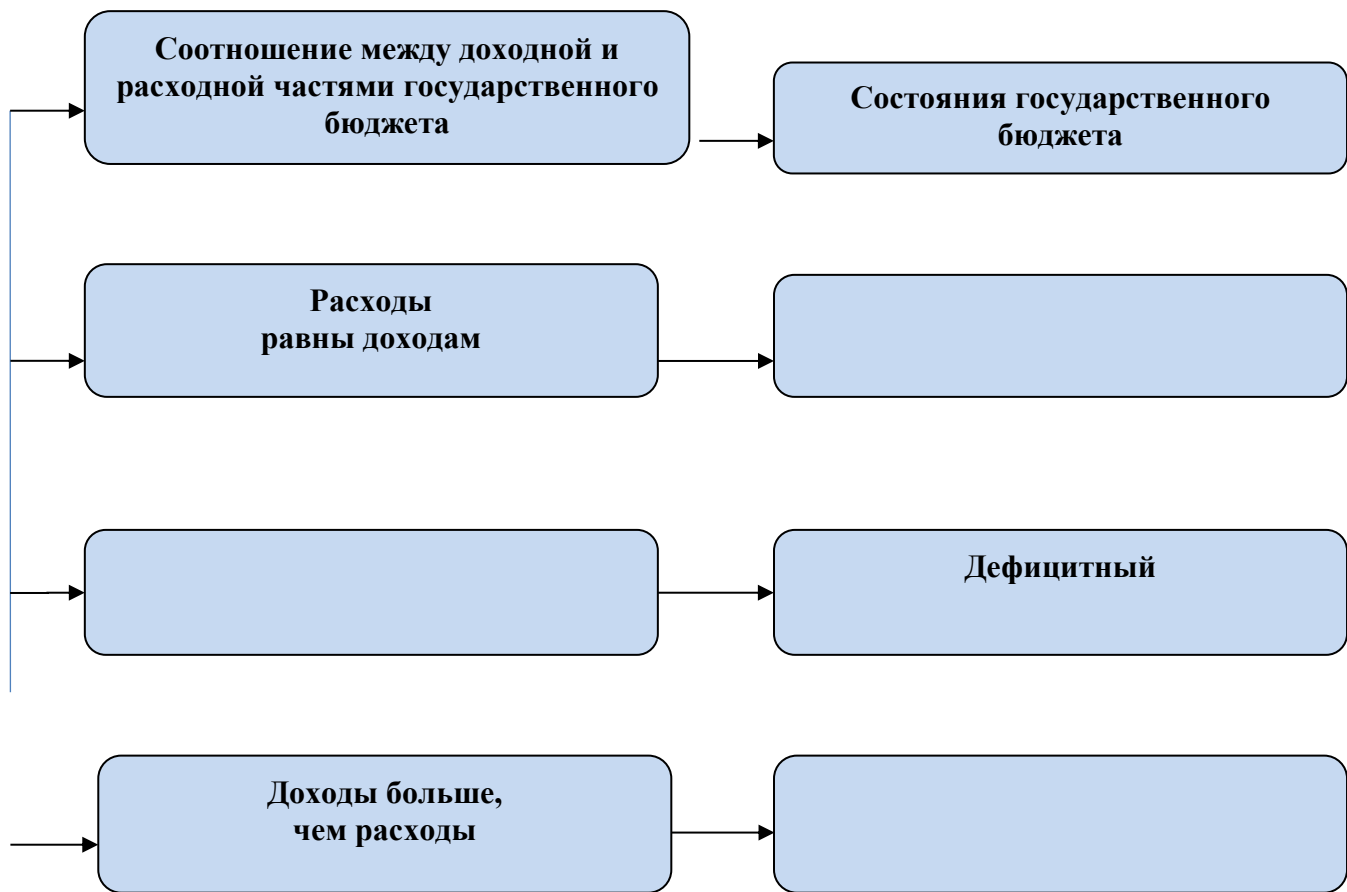 Соотношение между доходной и
расходной частями государственного
бюджета
Состояния государственного
бюджета
Расходы
равны доходам
Дефицитный
Доходы больше,
чем расходы